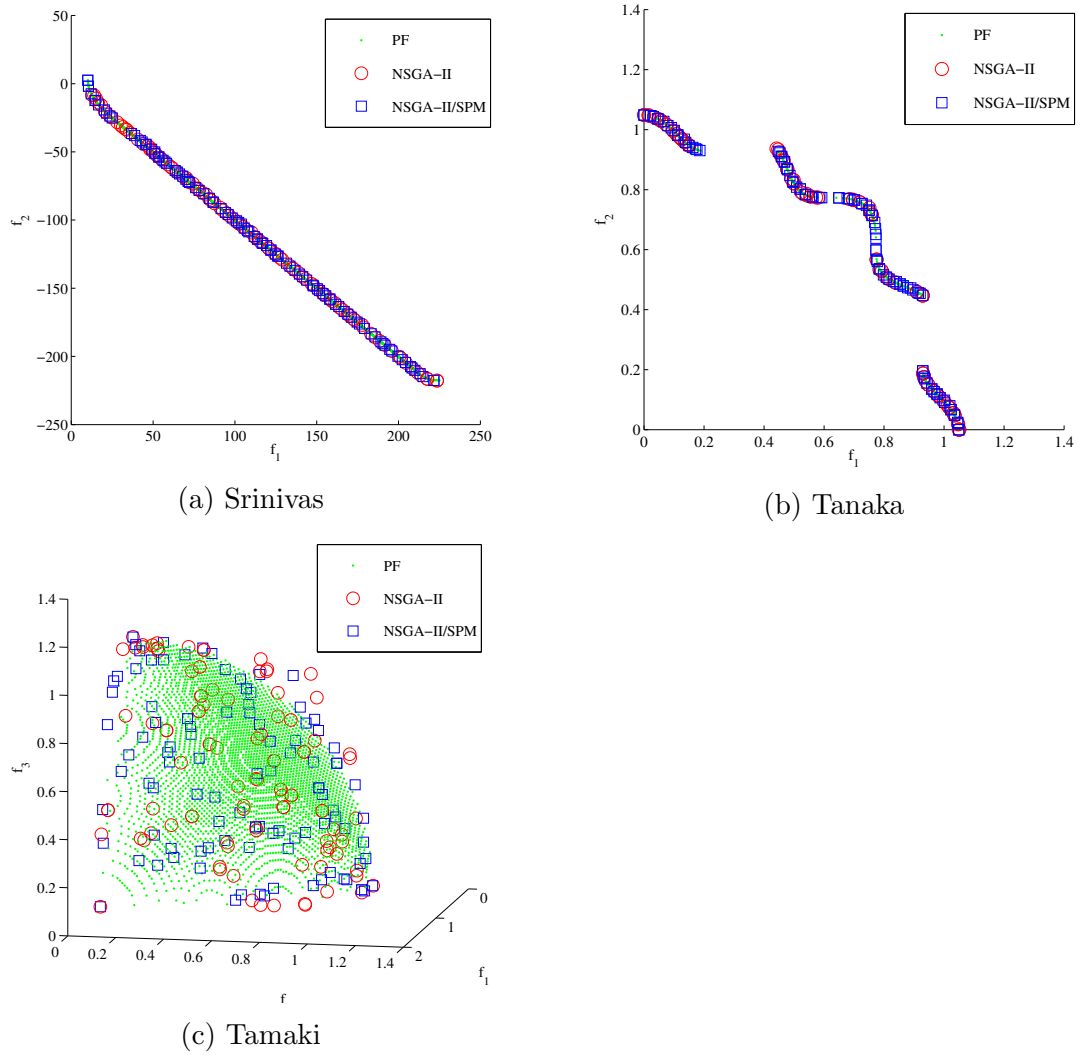 50
0
−50
−100
−150
−200
−250
f2
0 50 100 150 200 250
f1
PF
NSGA−II
NSGA−II/SPM
(a) Srinivas
1.4
1.2
1
0.8
0.6
0.4
0.2
0
f2
0 0.2 0.4 0.6 0.8 1 1.2 1.4
f1
PF
NSGA−II
NSGA−II/SPM
(b) Tanaka
PF
NSGA−II
NSGA−II/SPM
1.4
1.2
1
0.8
0.6
0.4
0.2
0
f3
0 0.2 0.4 0.6 0.8 1 1.2 1.4
f
2 1 0
f1
(c) Tamaki